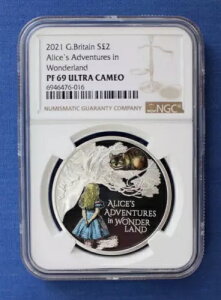 2021 G.Britain S£2
Alice's Adventures in
Wonderland
PF 69 ULTRA CAMEO
6946476-016
NUMISMATIC GUARANTY COMPANY
NGC
ALICE'S
ADVENTURES
in WONDER
LAND